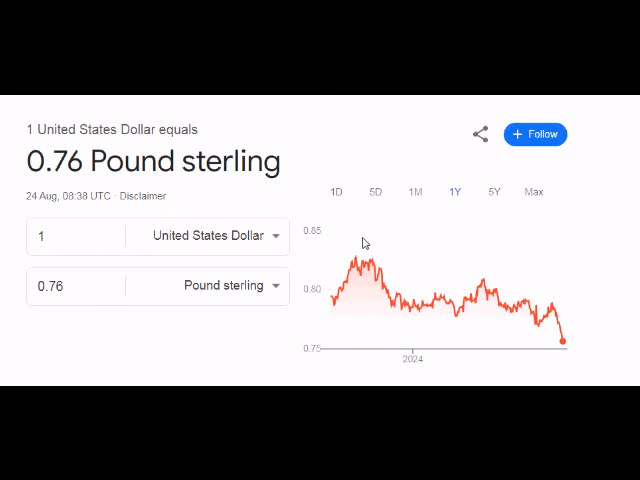 1 United States Dollar equals
0.76 Pound sterling
24 Aug, 08:38 UTC · Disclaimer
1 United States Dollar
0.76 Pound sterling
+ Follow
1D 5D 1M 1Y 5Y Max
0.85
0.80
0.75
2024